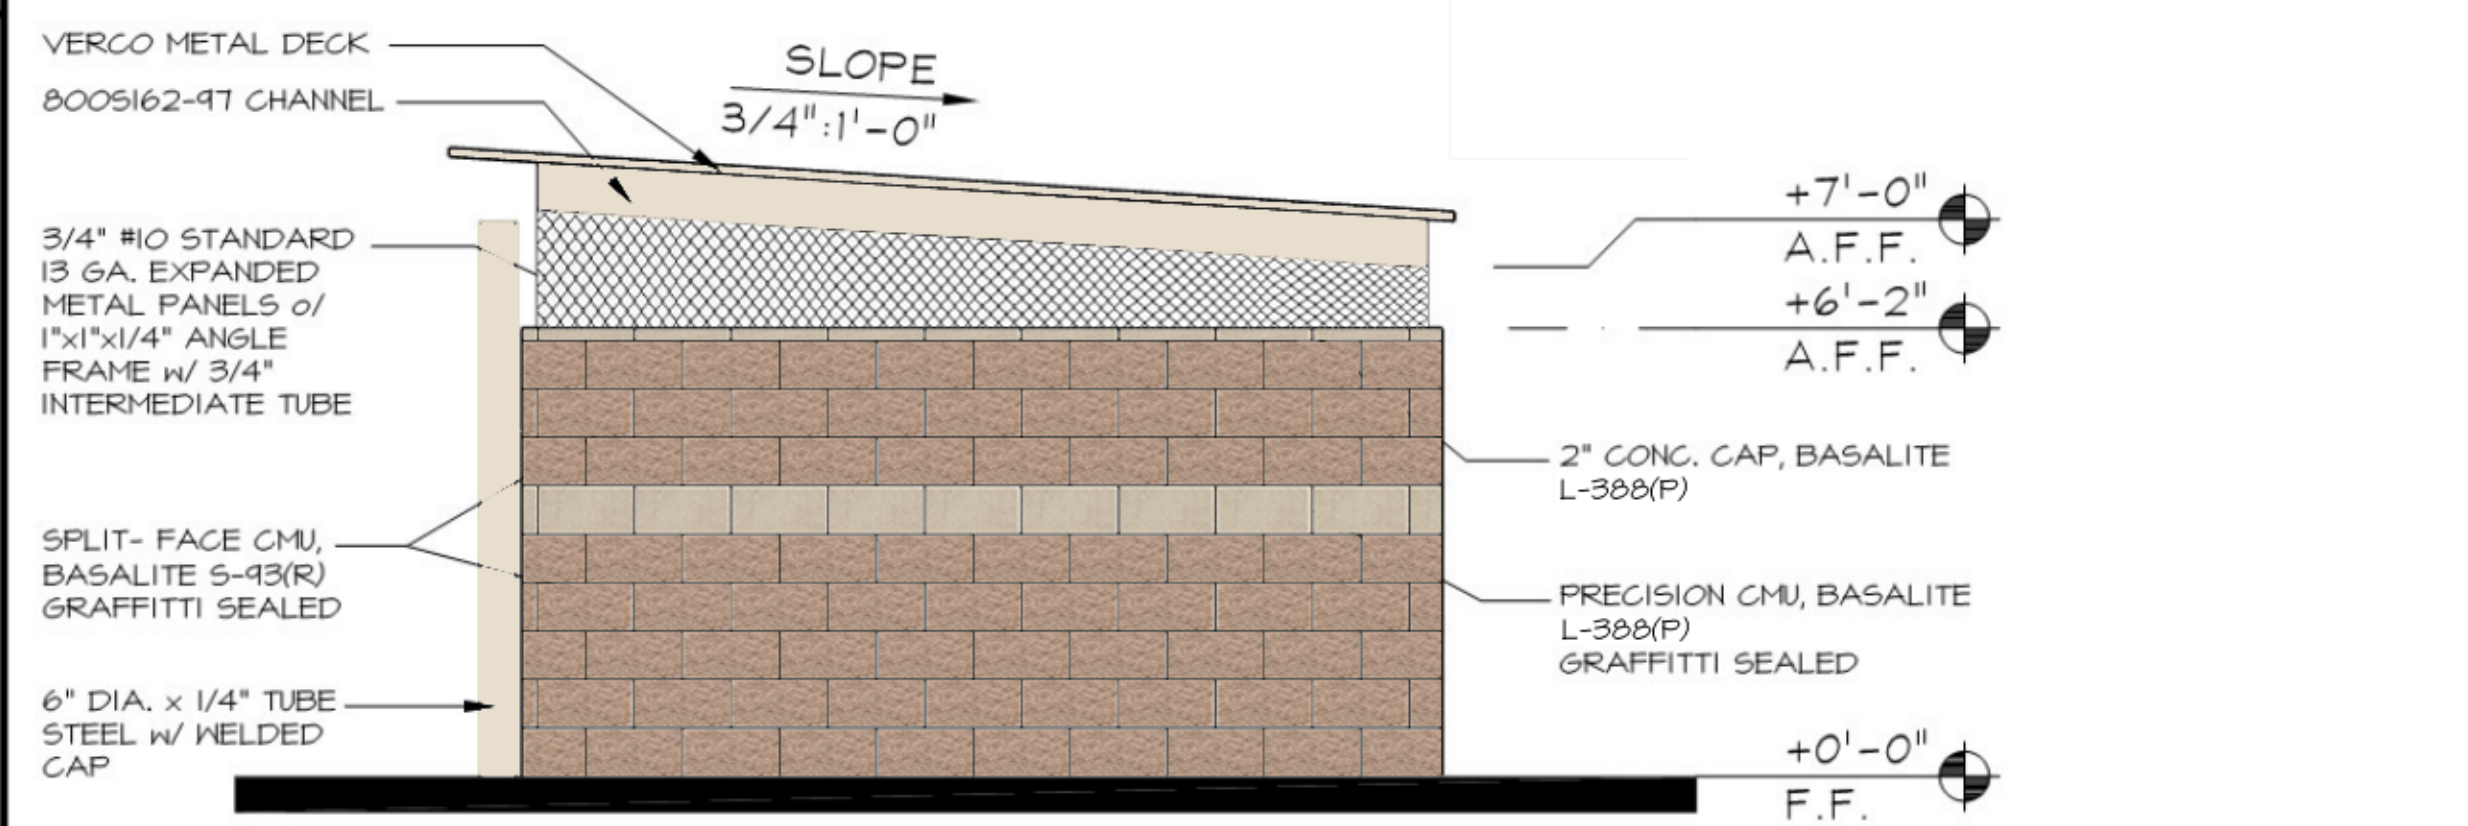 VERCO METAL DECK
800S162-97 CHANNEL
SLOPE
3/4":1'-0"
3/4" #10 STANDARD
13 GA. EXPANDED
METAL PANELS o/
1"x1"x1/4" ANGLE
FRAME w/ 3/4"
INTERMEDIATE TUBE
SPLIT- FACE CMU,
BASALITE S-93(R)
GRAFFITTI SEALED
6" DIA. x 1/4" TUBE
STEEL w/ WELDED
CAP
+7'-0"
A.F.F.
+6'-2"
A.F.F.
2" CONC. CAP, BASALITE
L-388(P)
PRECISION CMU, BASALITE
L-388(P)
GRAFFITTI SEALED
+0'-0"
F.F.